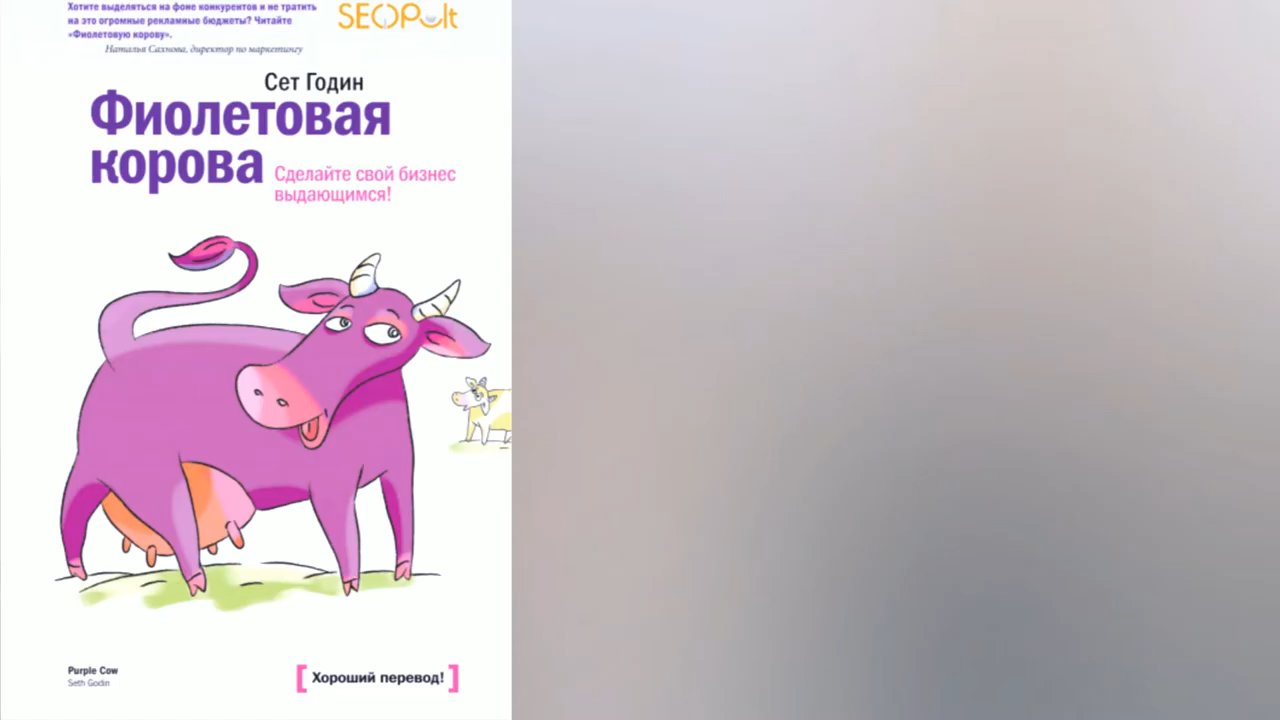 Хотите выделяться на фоне конкурентов и не тратить
на это огромные рекламные бюджеты? Читайте
«Фиолетовую корову».
Наталья Сахнова, директор по маркетингу
SEOPult
Сет Годин
Фиолетовая
корова
Сделайте свой бизнес
выдающимся!
Purple Cow
Seth Godin
[ Хороший перевод! ]